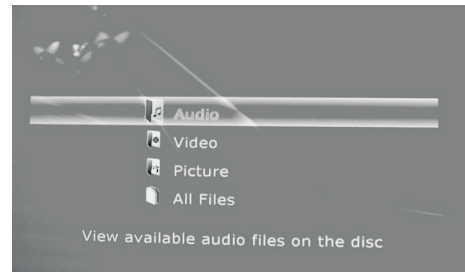 Audio
Video
Picture
All Files
View available audio files on the disc